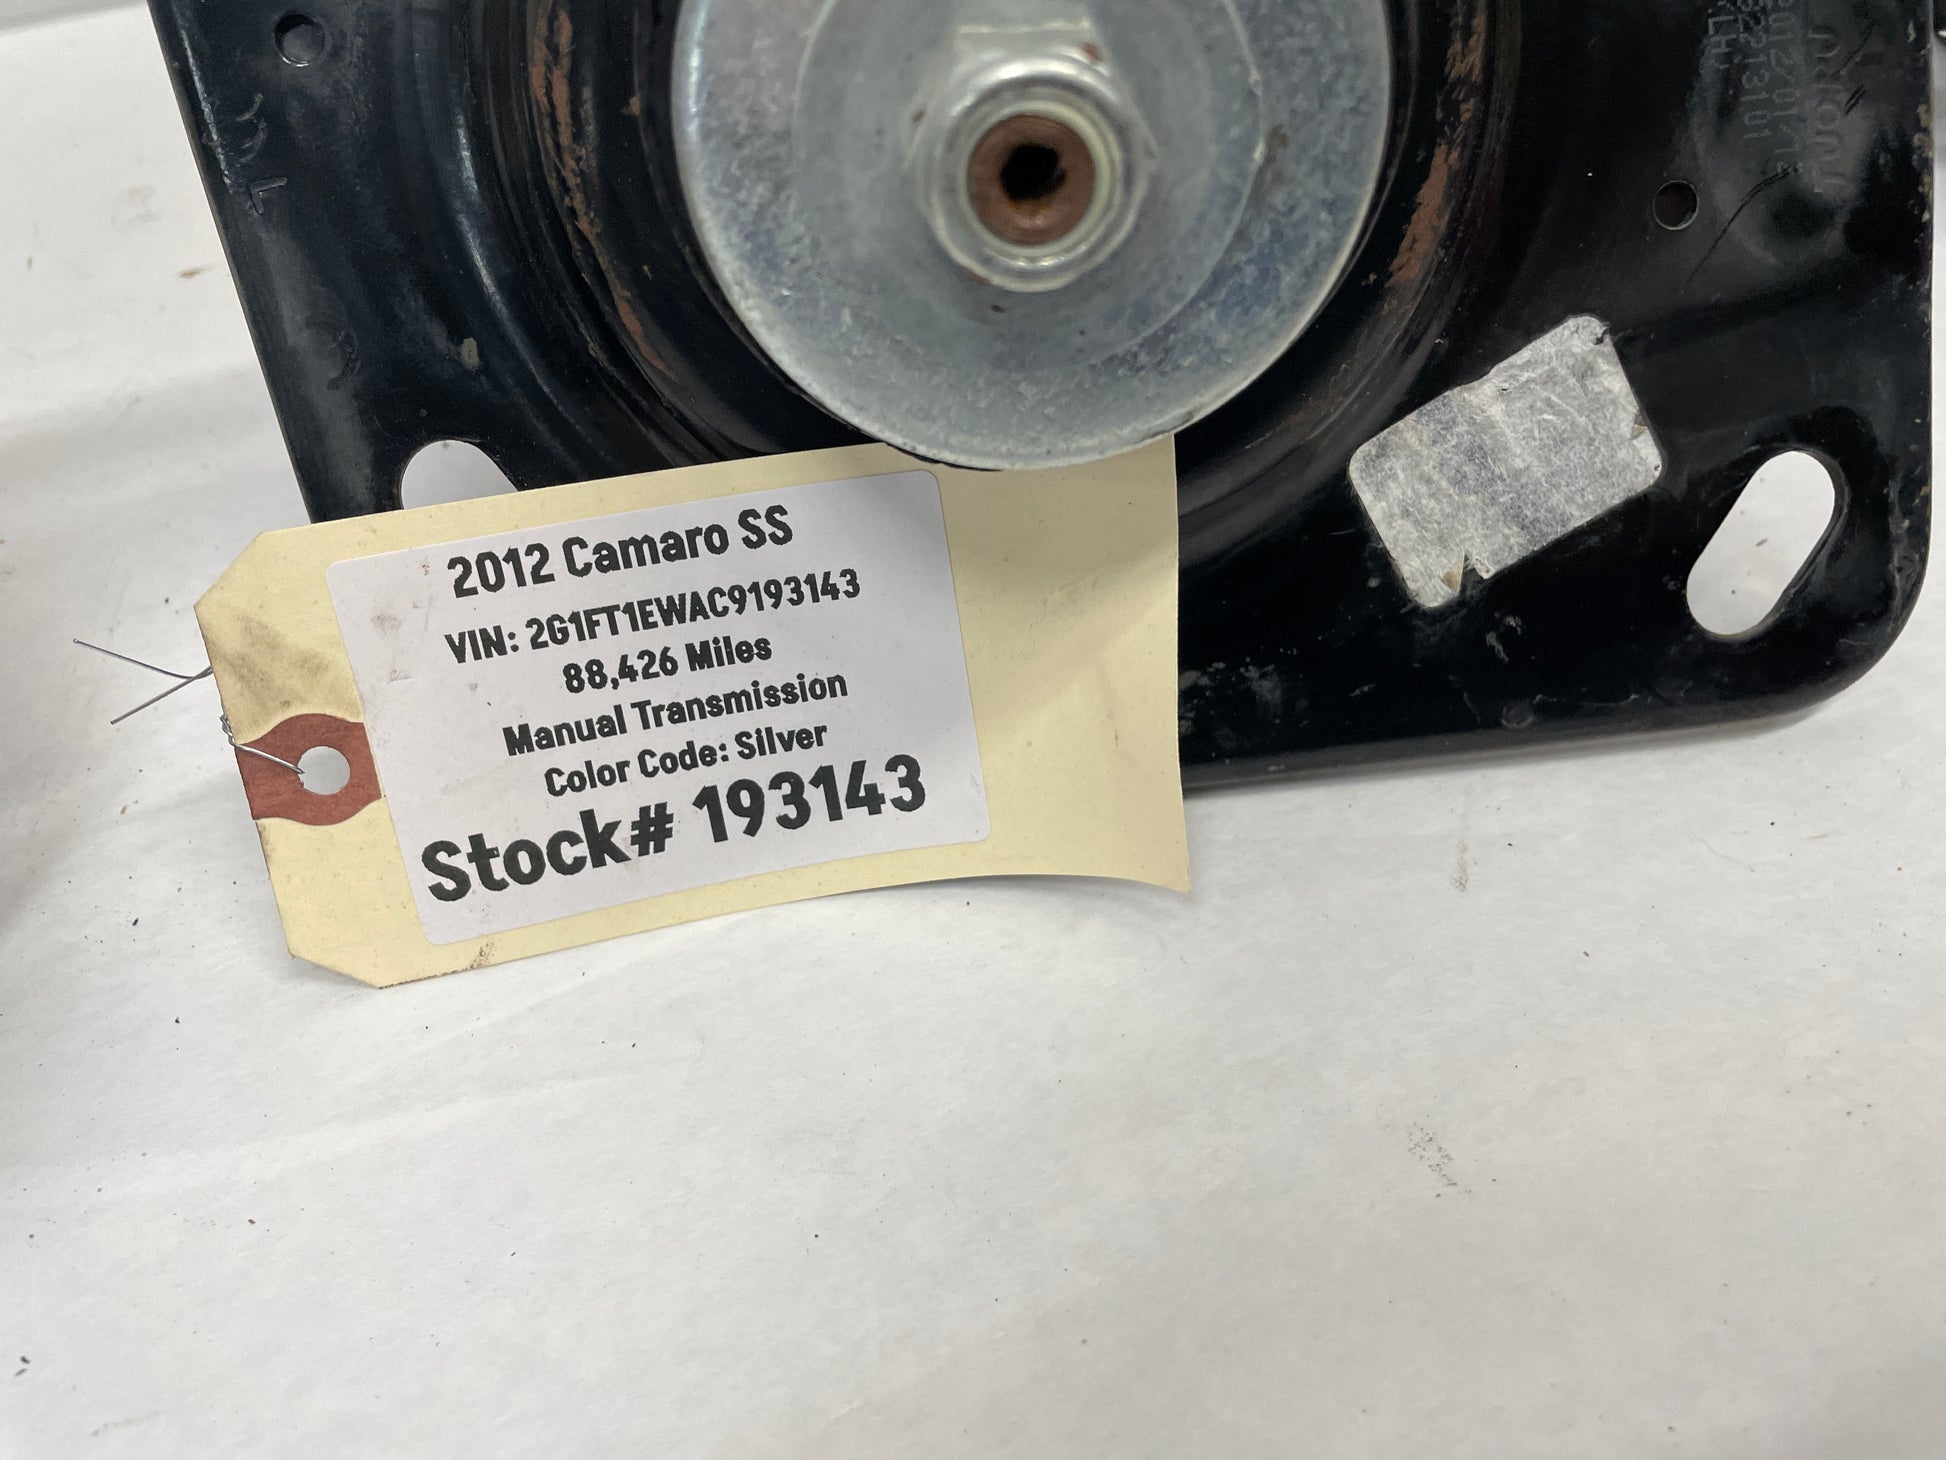 2012 Camaro SS
VIN: 2G1FT1EWAC9193143
88,426 Miles
Manual Transmission
Color Code: Silver
Stock# 193143